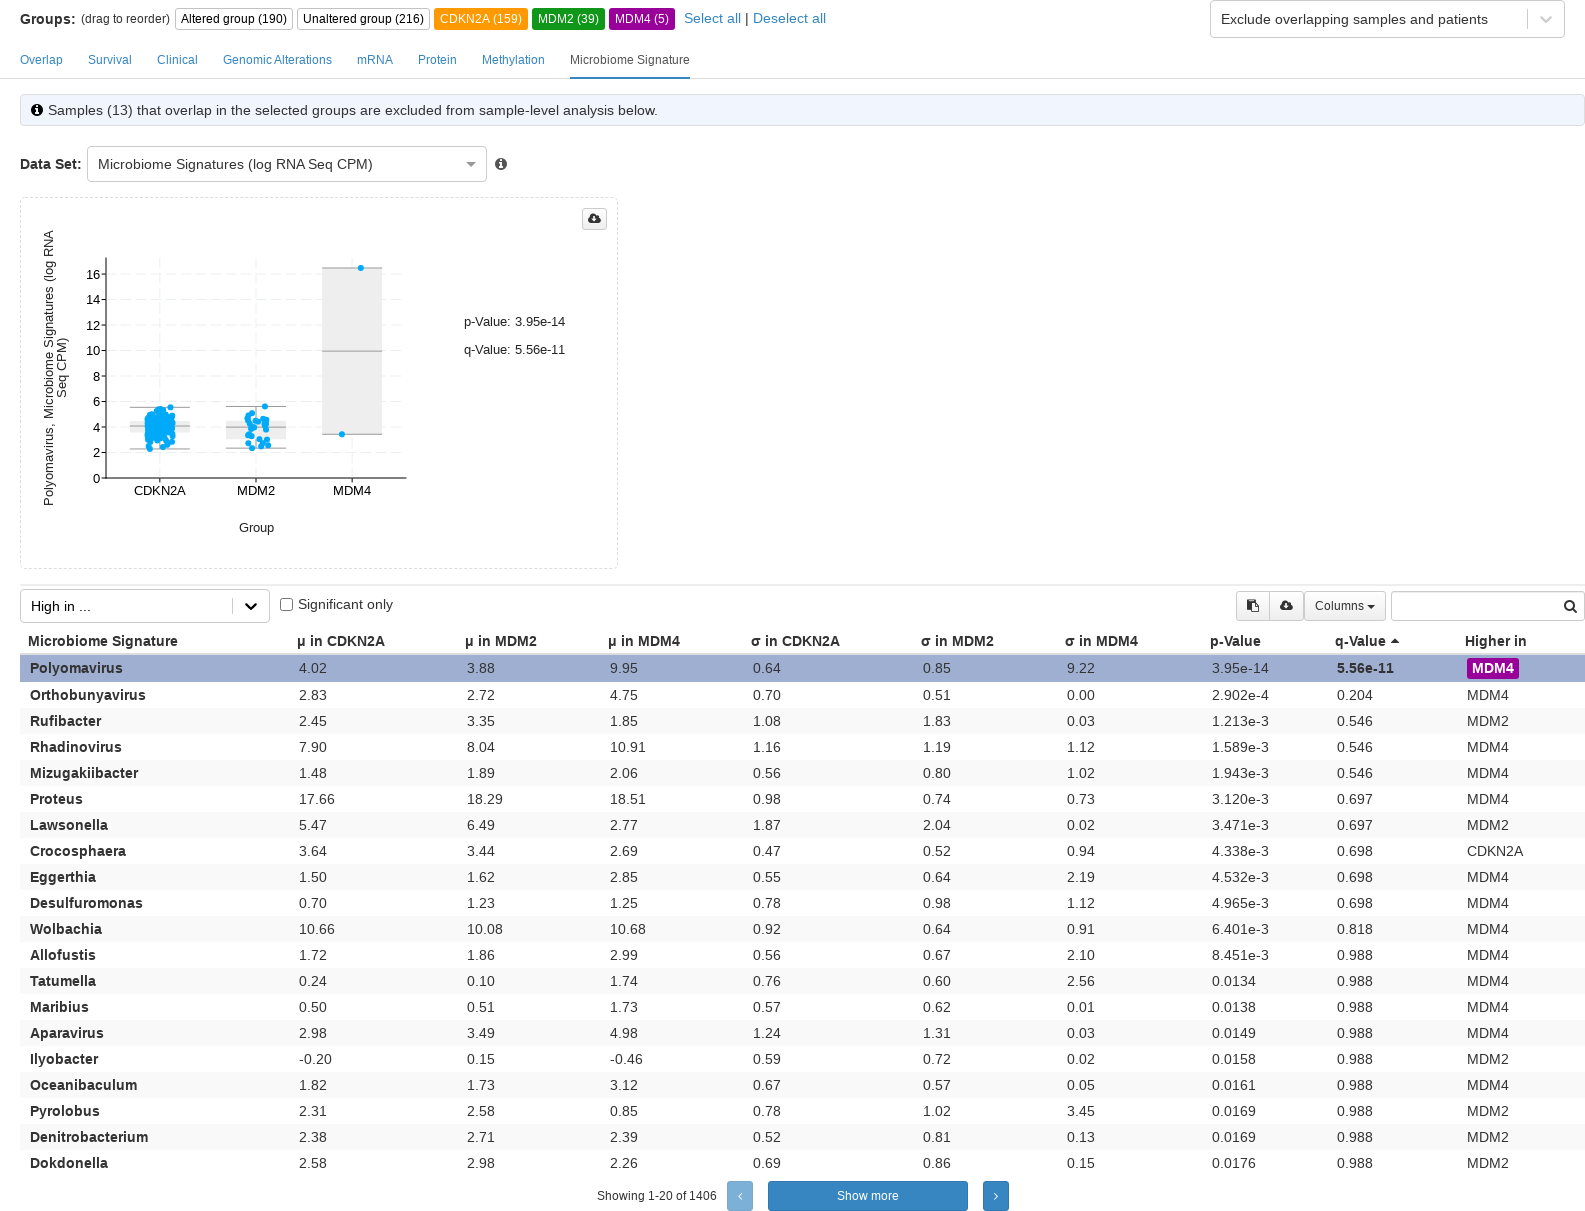 Groups: (drag to reorder) Altered group (190) Unaltered group (216) CDKN2A (159) MDM2 (39) MDM4 (5) Select all | Deselect all Exclude overlapping samples and patients
Overlap Survival Clinical Genomic Alterations mRNA Protein Methylation Microbiome Signature
Samples (13) that overlap in the selected groups are excluded from sample-level analysis below.
Data Set: Microbiome Signatures (log RNA Seq CPM)
Polyomavirus, Microbiome Signatures (log RNA
Seq CPM)
16
14
12
10
8
6
4
2
0
CDKN2A MDM2 MDM4
Group
p-Value: 3.95e-14
q-Value: 5.56e-11
High in ... Significant only Columns
Microbiome Signature μ in CDKN2A μ in MDM2 μ in MDM4 σ in CDKN2A σ in MDM2 σ in MDM4 p-Value q-Value Higher in
Polyomavirus 4.02 3.88 9.95 0.64 0.85 9.22 3.95e-14 5.56e-11 MDM4
Orthobunyavirus 2.83 2.72 4.75 0.70 0.51 0.00 2.902e-4 0.204 MDM4
Rufibacter 2.45 3.35 1.85 1.08 1.83 0.03 1.213e-3 0.546 MDM2
Rhadinovirus 7.90 8.04 10.91 1.16 1.19 1.12 1.589e-3 0.546 MDM4
Mizugakiibacter 1.48 1.89 2.06 0.56 0.80 1.02 1.943e-3 0.546 MDM4
Proteus 17.66 18.29 18.51 0.98 0.74 0.73 3.120e-3 0.697 MDM4
Lawsonella 5.47 6.49 2.77 1.87 2.04 0.02 3.471e-3 0.697 MDM2
Crocosphaera 3.64 3.44 2.69 0.47 0.52 0.94 4.338e-3 0.698 CDKN2A
Eggerthia 1.50 1.62 2.85 0.55 0.64 2.19 4.532e-3 0.698 MDM4
Desulfuromonas 0.70 1.23 1.25 0.78 0.98 1.12 4.965e-3 0.698 MDM4
Wolbachia 10.66 10.08 10.68 0.92 0.64 0.91 6.401e-3 0.818 MDM4
Allofustis 1.72 1.86 2.99 0.56 0.67 2.10 8.451e-3 0.988 MDM4
Tatumella 0.24 0.10 1.74 0.76 0.60 2.56 0.0134 0.988 MDM4
Maribius 0.50 0.51 1.73 0.57 0.62 0.01 0.0138 0.988 MDM4
Aparavirus 2.98 3.49 4.98 1.24 1.31 0.03 0.0149 0.988 MDM4
Ilyobacter -0.20 0.15 -0.46 0.59 0.72 0.02 0.0158 0.988 MDM2
Oceanibaculum 1.82 1.73 3.12 0.67 0.57 0.05 0.0161 0.988 MDM4
Pyrolobus 2.31 2.58 0.85 0.78 1.02 3.45 0.0169 0.988 MDM2
Denitrobacterium 2.38 2.71 2.39 0.52 0.81 0.13 0.0169 0.988 MDM2
Dokdonella 2.58 2.98 2.26 0.69 0.86 0.15 0.0176 0.988 MDM2
Showing 1-20 of 1406 ‹ Show more ›